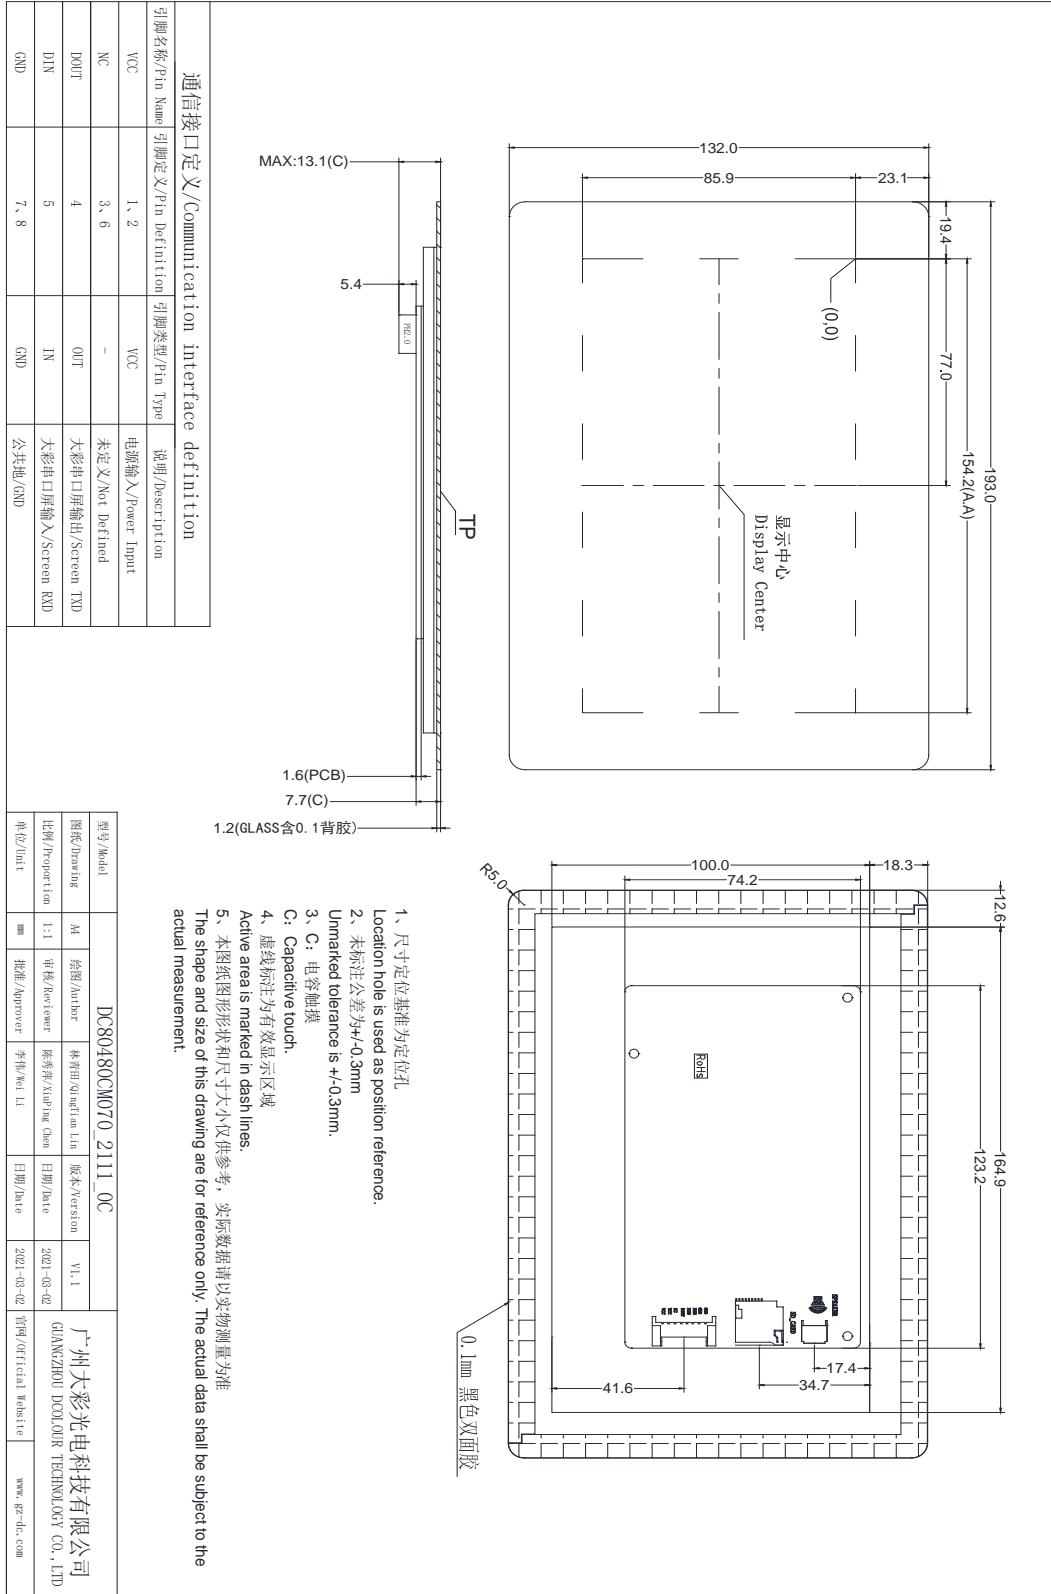 132.0
85.9
23.1
19.4
(0,0)
77.0
154.2(A.A)
193.0
显示中心
Display Center
MAX:13.1(C)
5.4
PH2.0
TP
1.6(PCB)
7.7(C)
1.2(GLASS含0.1背胶)
100.0
18.3
74.2
R5.0
12.6
164.9
123.2
RoHS
SPEAKER
SD_CARD
17.4
34.7
41.6
0.1mm 黑色双面胶
通信接口定义/Communication interface definition
引脚名称/Pin Name 引脚定义/Pin Definition 引脚类型/Pin Type 说明/Description
VCC 1、2 VCC 电源输入/Power Input
NC 3、6 - 未定义/Not Defined
DOUT 4 OUT 大彩串口屏输出/Screen TXD
DIN 5 IN 大彩串口屏输入/Screen RXD
GND 7、8 GND 公共地/GND
1、尺寸定位基准为定位孔
Location hole is used as position reference.
2、未标注公差为+/-0.3mm
Unmarked tolerance is +/-0.3mm.
3、C: 电容触摸
C: Capacitive touch.
4、虚线标注为有效显示区域
Active area is marked in dash lines.
5、本图纸图形形状和尺寸大小仅供参考，实际数据请以实物测量为准
The shape and size of this drawing are for reference only. The actual data shall be subject to the
actual measurement.
型号/Model DC80480CM070_2111_0C
图纸/Drawing A4 绘图/Author 林青田/QingTian Lin 版本/Version V1.1
比例/Proportion 1:1 审核/Reviewer 陈秀萍/XiuPing Chen 日期/Date 2021-03-02
单位/Unit mm 批准/Approver 李伟/Wei Li 日期/Date 2021-03-02
广州大彩光电科技有限公司
GUANGZHOU DCOLOUR TECHNOLOGY CO.,LTD
官网/Official Website www.gz-dc.com